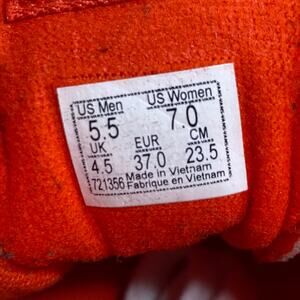 US Men US Women
5.5 7.0
UK EUR CM
4.5 37.0 23.5
721356 Made in Vietnam
Fabrique en Vietnam